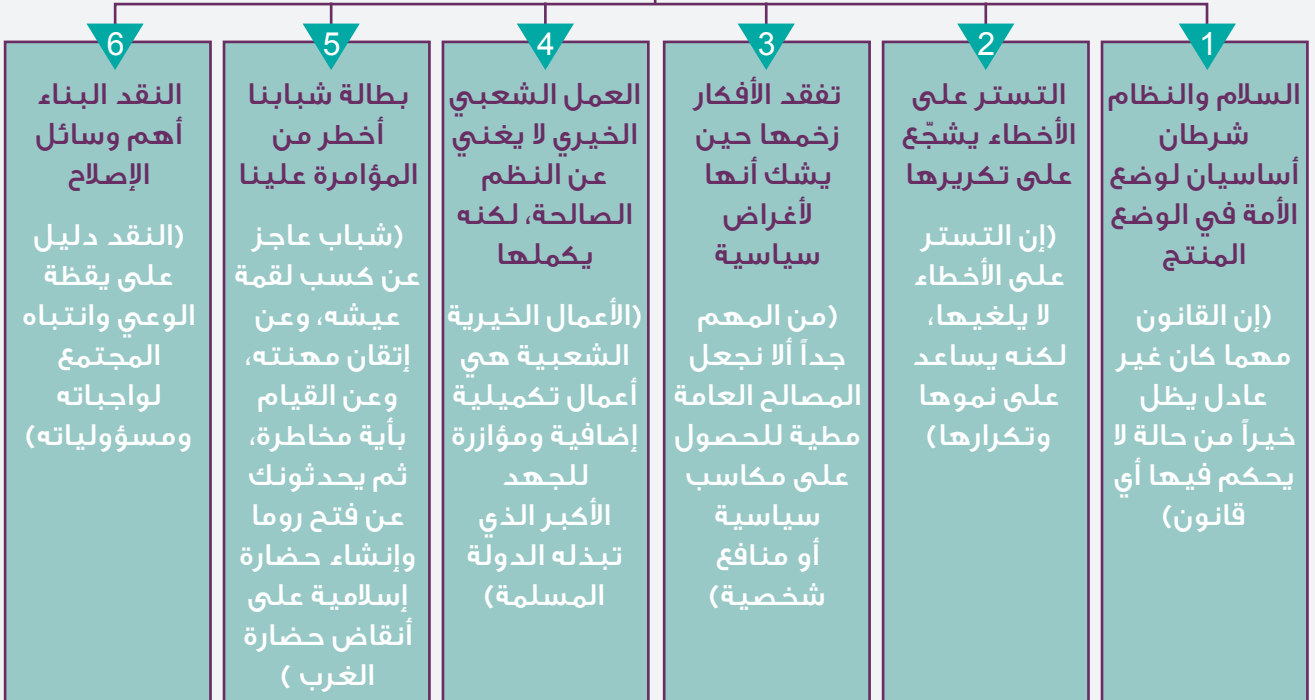 1
السلام والنظام
شرطان
أساسيان لوضع
الأمة في الوضع
المنتج
(إن القانون
مهما كان غير
عادل يظل
خيراً من حالة لا
يحكم فيها أي
قانون)
2
التستر على
الأخطاء يشجّع
على تكريرها
(إن التستر
على الأخطاء
لا يلغيها،
لكنه يساعد
على نموها
وتكرارها)
3
تفقد الأفكار
زخمها حين
يشك أنها
لأغراض
سياسية
(من المهم
جداً ألا نجعل
المصالح العامة
مطية للحصول
على مكاسب
سياسية
أو منافع
شخصية)
4
العمل الشعبي
الخيري لا يغني
عن النظم
الصالحة، لكنه
يكملها
(الأعمال الخيرية
الشعبية هي
أعمال تكميلية
إضافية ومؤازرة
للجهد
الأكبر الذي
تبذله الدولة
المسلمة)
5
بطالة شبابنا
أخطر من
المؤامرة علينا
(شباب عاجز
عن كسب لقمة
عيشه، وعن
إتقان مهنته،
وعن القيام
بأية مخاطرة،
ثم يحدثونك
عن فتح روما
وإنشاء حضارة
إسلامية على
أنقاض حضارة
الغرب )
6
النقد البناء
أهم وسائل
الإصلاح
(النقد دليل
على يقظة
الوعي وانتباه
المجتمع
لواجباته
ومسؤولياته)